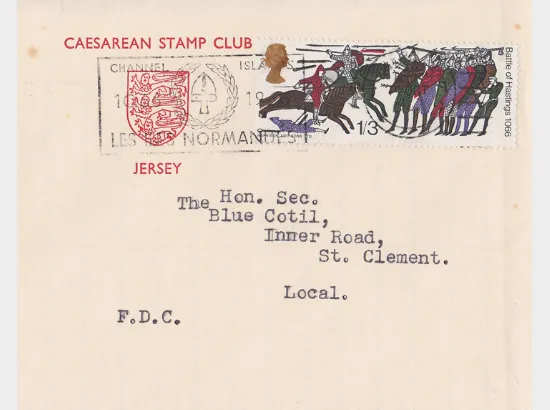 CAESAREAN STAMP CLUB
CHANNEL ISLANDS
LES ILES NORMANDES
1/3
Battle of Hastings 1066
JERSEY
The Hon. Sec.
Blue Cotil,
Inner Road,
St. Clement.
Local.
F.D.C.